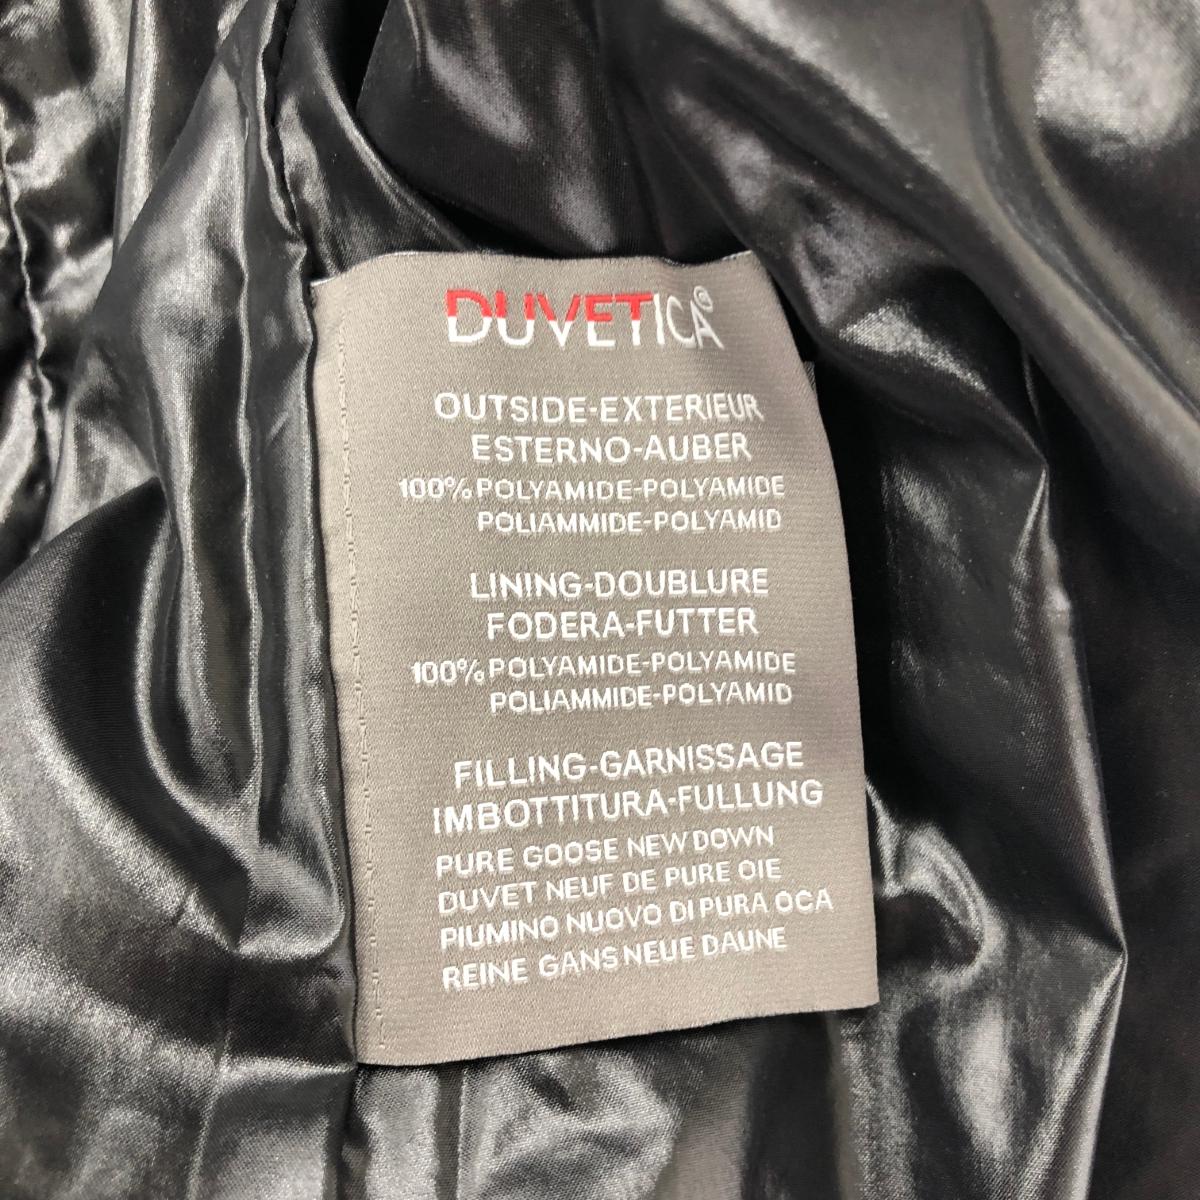 DUVETICA®
OUTSIDE-EXTERIEUR
ESTERNO-AUBER
100% POLYAMIDE-POLYAMIDE
POLIAMMIDE-POLYAMID
LINING-DOUBLURE
FODERA-FUTTER
100% POLYAMIDE-POLYAMIDE
POLIAMMIDE-POLYAMID
FILLING-GARNISSAGE
IMBOTTITURA-FULLUNG
PURE GOOSE NEW DOWN
DUVET NEUF DE PURE OIE
PIUMINO NUOVO DI PURA OCA
REINE GANS NEUE DAUNE